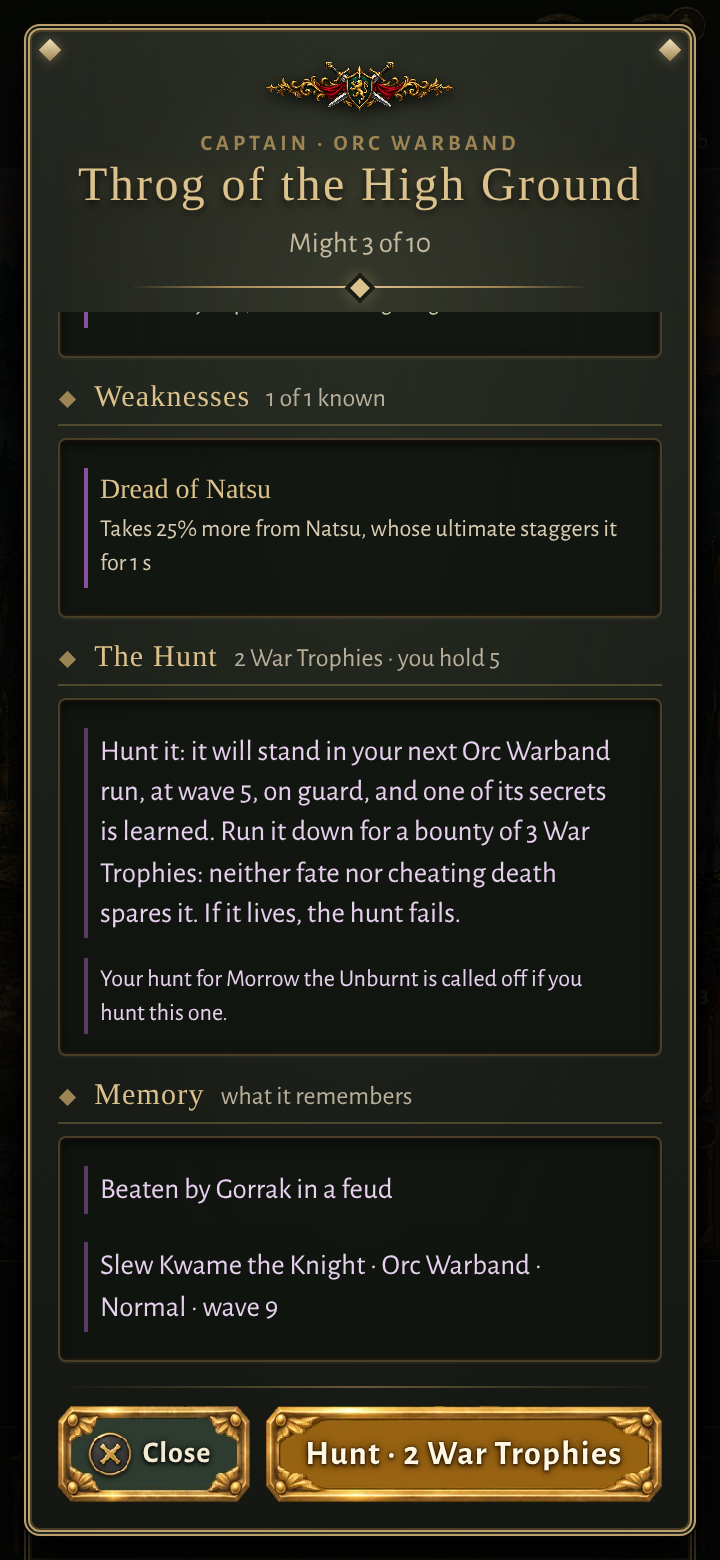 CAPTAIN · ORC WARBAND
Throg of the High Ground
Might 3 of 10
Weaknesses 1 of 1 known
Dread of Natsu
Takes 25% more from Natsu, whose ultimate staggers it
for 1 s
The Hunt 2 War Trophies · you hold 5
Hunt it: it will stand in your next Orc Warband
run, at wave 5, on guard, and one of its secrets
is learned. Run it down for a bounty of 3 War
Trophies: neither fate nor cheating death
spares it. If it lives, the hunt fails.
Your hunt for Morrow the Unburnt is called off if you
hunt this one.
Memory what it remembers
Beaten by Gorrak in a feud
Slew Kwame the Knight · Orc Warband ·
Normal · wave 9
Close
Hunt · 2 War Trophies